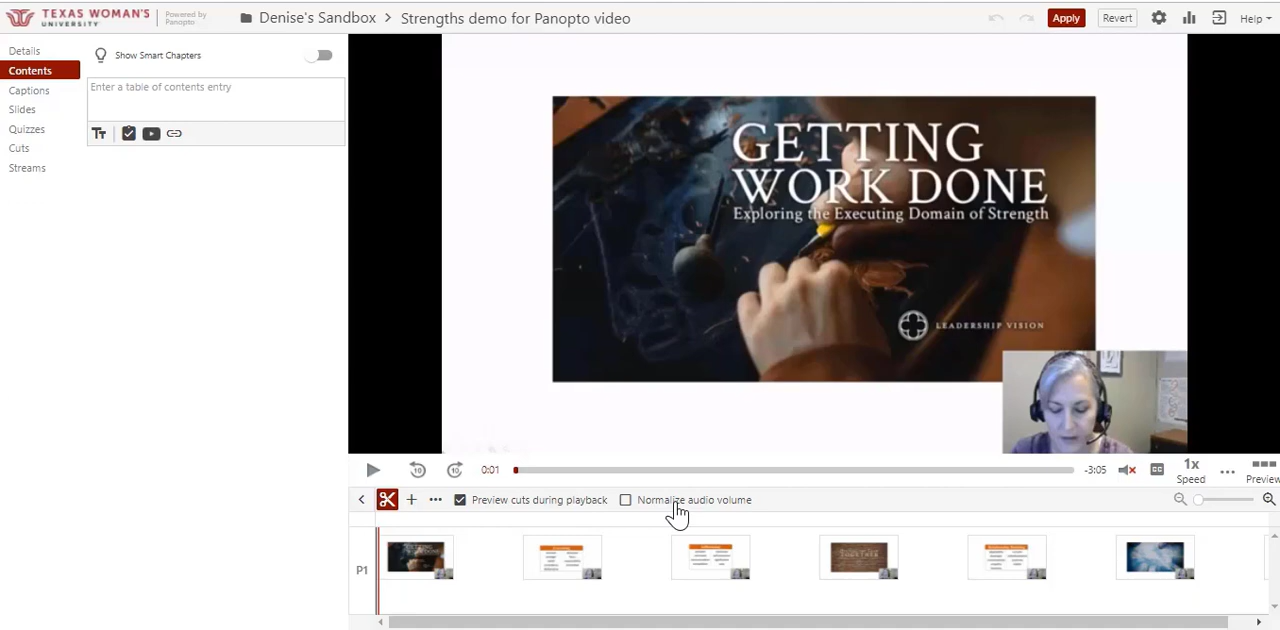 TEXAS WOMAN'S
UNIVERSITY
Powered by
Panopto
Denise's Sandbox > Strengths demo for Panopto video
Apply
Revert
Help
Details
Contents
Captions
Slides
Quizzes
Cuts
Streams
Show Smart Chapters
Enter a table of contents entry
GETTING
WORK DONE
Exploring the Executing Domain of Strength
LEADERSHIP VISION
10
10
0:01
-3:05
1x
Speed
Preview
Preview cuts during playback
Normalize audio volume
P1